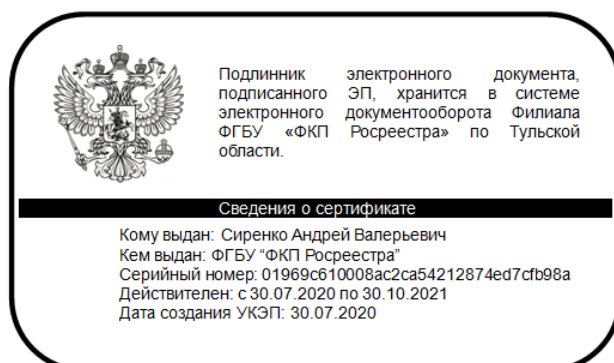 Подлинник электронного документа,
подписанного ЭП, хранится в системе
электронного документооборота Филиала
ФГБУ «ФКП Росреестра» по Тульской
области.
Сведения о сертификате
Кому выдан: Сиренко Андрей Валерьевич
Кем выдан: ФГБУ “ФКП Росреестра”
Серийный номер: 01969c610008ac2ca54212874ed7cfb98a
Действителен: с 30.07.2020 по 30.10.2021
Дата создания УКЭП: 30.07.2020